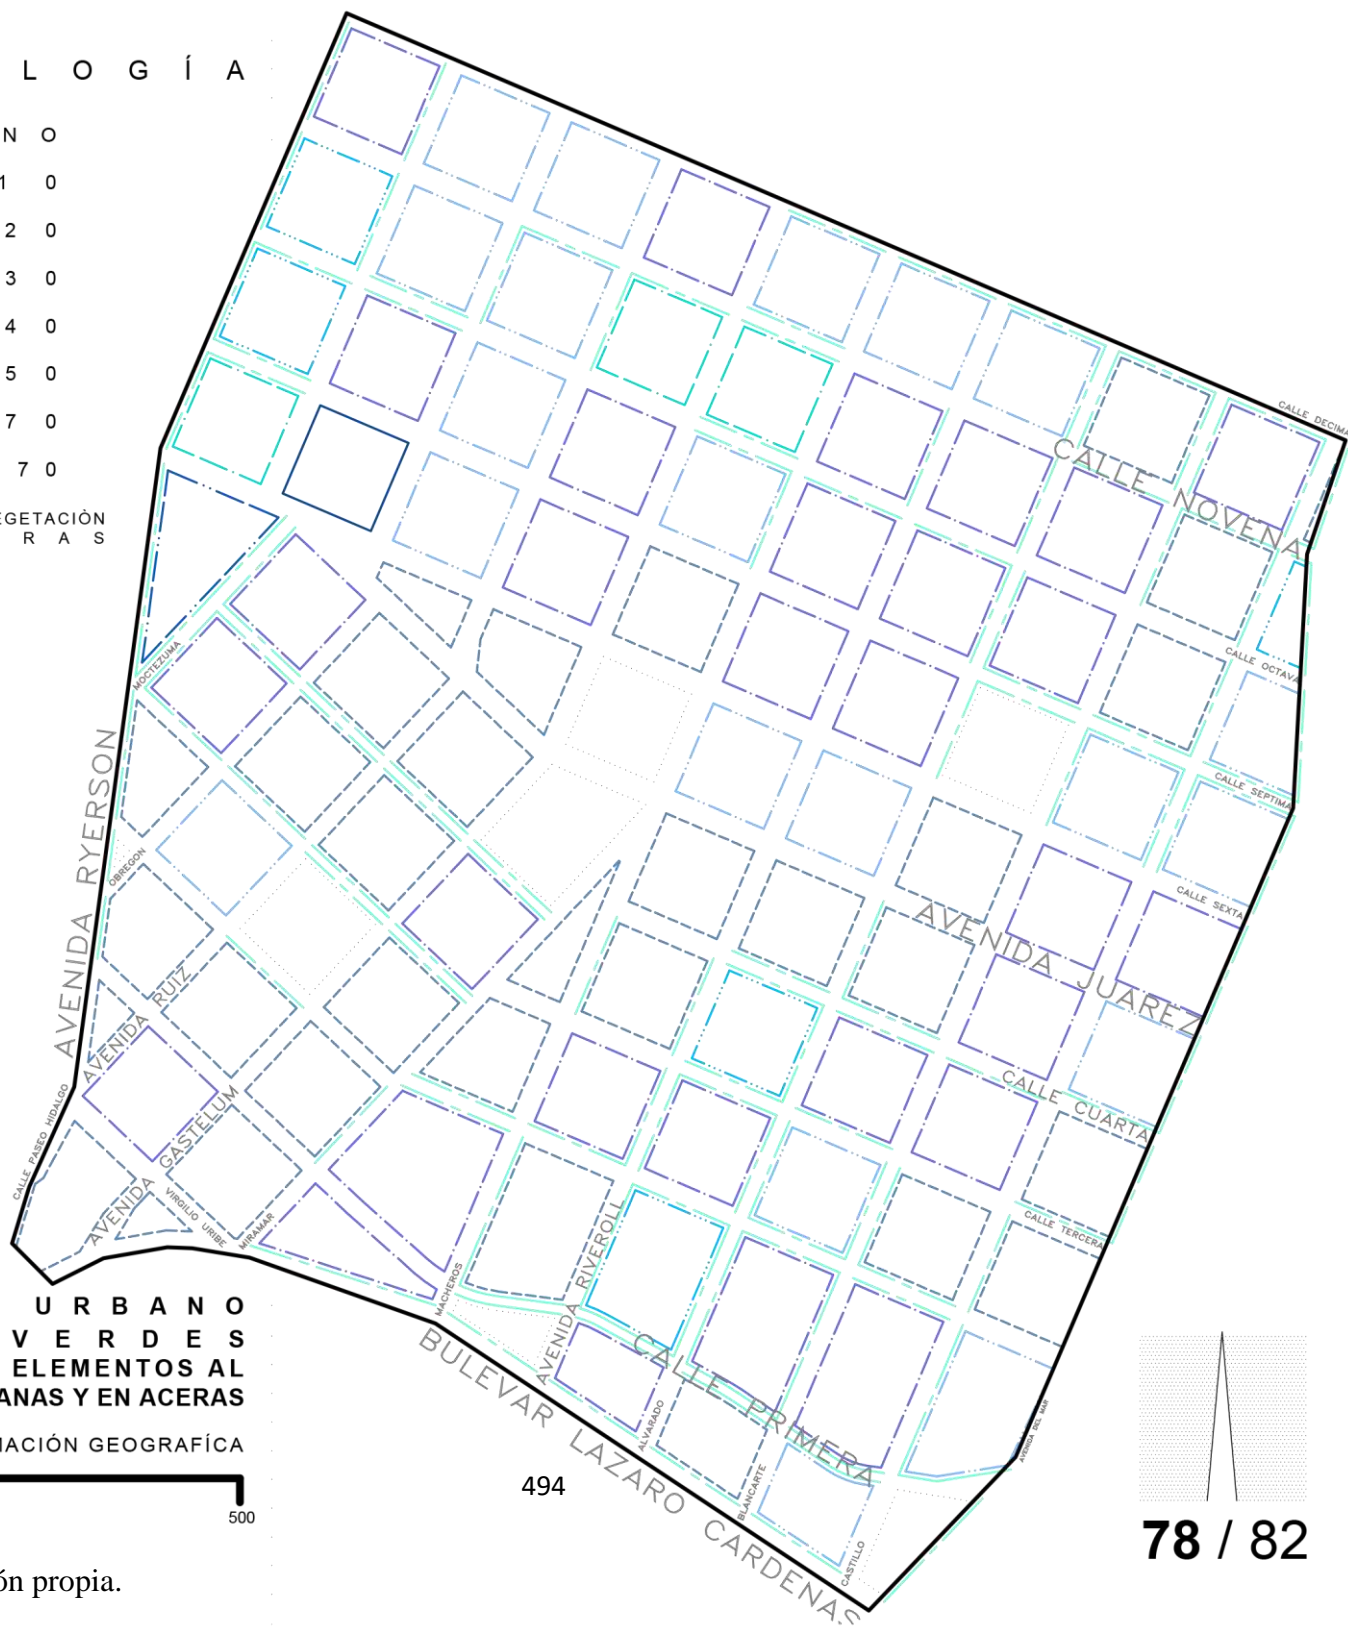 L O G Í A
N O
1 0
2 0
3 0
4 0
5 0
7 0
7 0
EGETACIÒN
R A S
CALLE DECIMA
CALLE NOVENA
CALLE OCTAVA
CALLE SEPTIMA
CALLE SEXTA
AVENIDA JUAREZ
CALLE CUARTA
CALLE TERCERA
MOCTEZUMA
AVENIDA RYERSON
OBREGON
AVENIDA RUIZ
CALLE PASEO HIDALGO
AVENIDA GASTELUM
VIRGILIO URIBE
MIRAMAR
MACHEROS
AVENIDA RIVEROLL
CALLE PRIMERA
ALVARADO
BLANCARTE
CASTILLO
AVENIDA DEL MAR
BULEVAR LAZARO CARDENAS
URBANO
VERDES
ELEMENTOS AL
ANAS Y EN ACERAS
MACIÓN GEOGRAFÍCA
500
494
78 / 82
ón propia.